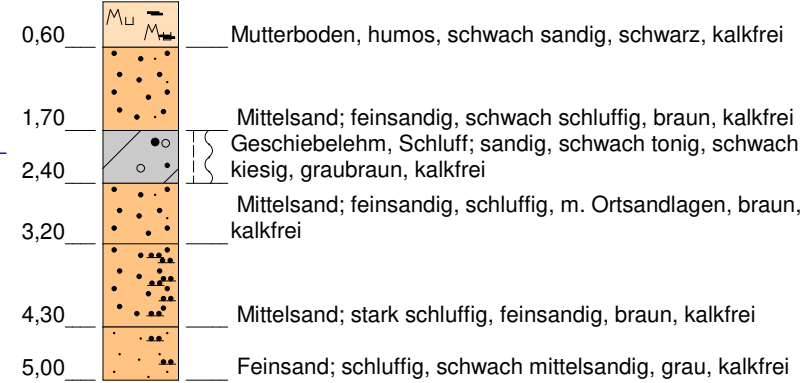 0,60 Mutterboden, humos, schwach sandig, schwarz, kalkfrei
1,70 Mittelsand; feinsandig, schwach schluffig, braun, kalkfrei
Geschiebelehm, Schluff; sandig, schwach tonig, schwach
2,40 kiesig, graubraun, kalkfrei
Mittelsand; feinsandig, schluffig, m. Ortsandlagen, braun,
3,20 kalkfrei
4,30 Mittelsand; stark schluffig, feinsandig, braun, kalkfrei
5,00 Feinsand; schluffig, schwach mittelsandig, grau, kalkfrei